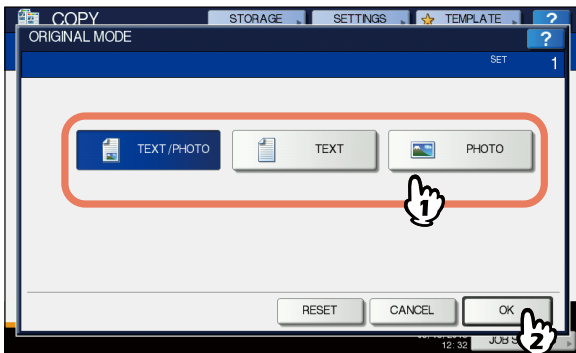 COPY STORAGE SETTINGS TEMPLATE ?
ORIGINAL MODE ?
SET 1
TEXT/PHOTO TEXT PHOTO
1
RESET CANCEL OK
2
12:32 JOB S